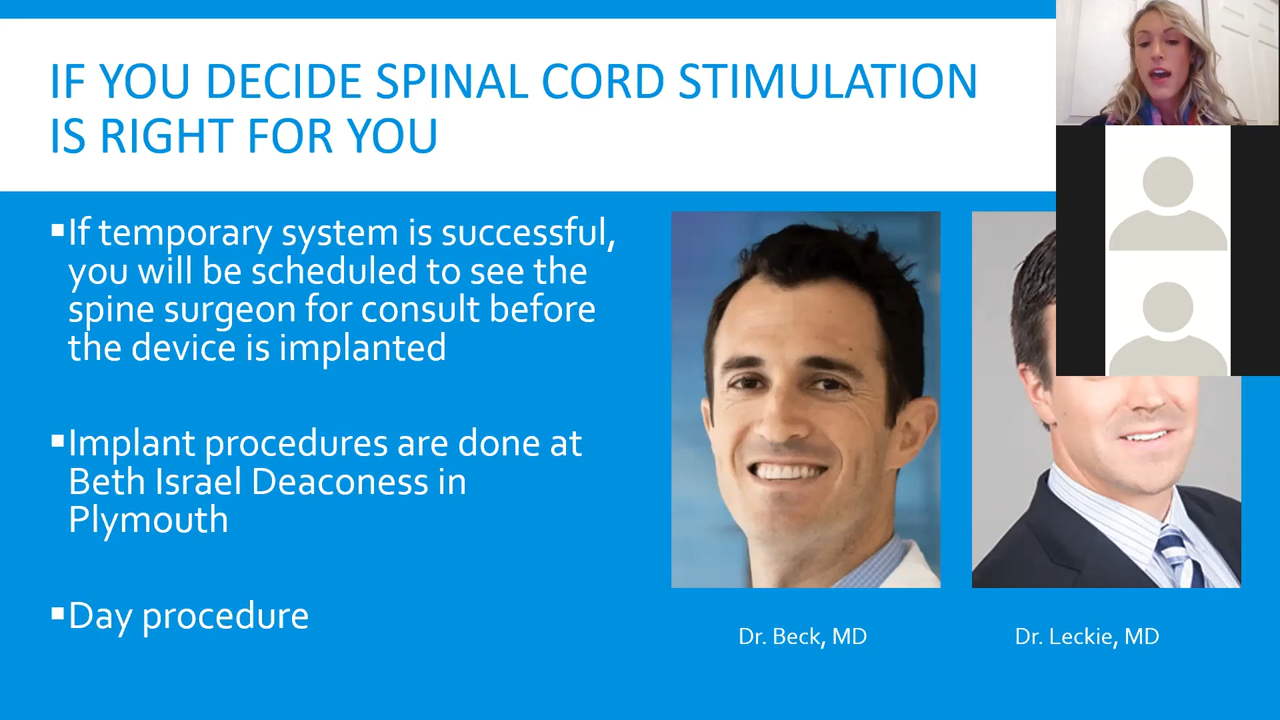 IF YOU DECIDE SPINAL CORD STIMULATION
IS RIGHT FOR YOU
▪If temporary system is successful,
you will be scheduled to see the
spine surgeon for consult before
the device is implanted
▪Implant procedures are done at
Beth Israel Deaconess in
Plymouth
▪Day procedure
Dr. Beck, MD
Dr. Leckie, MD